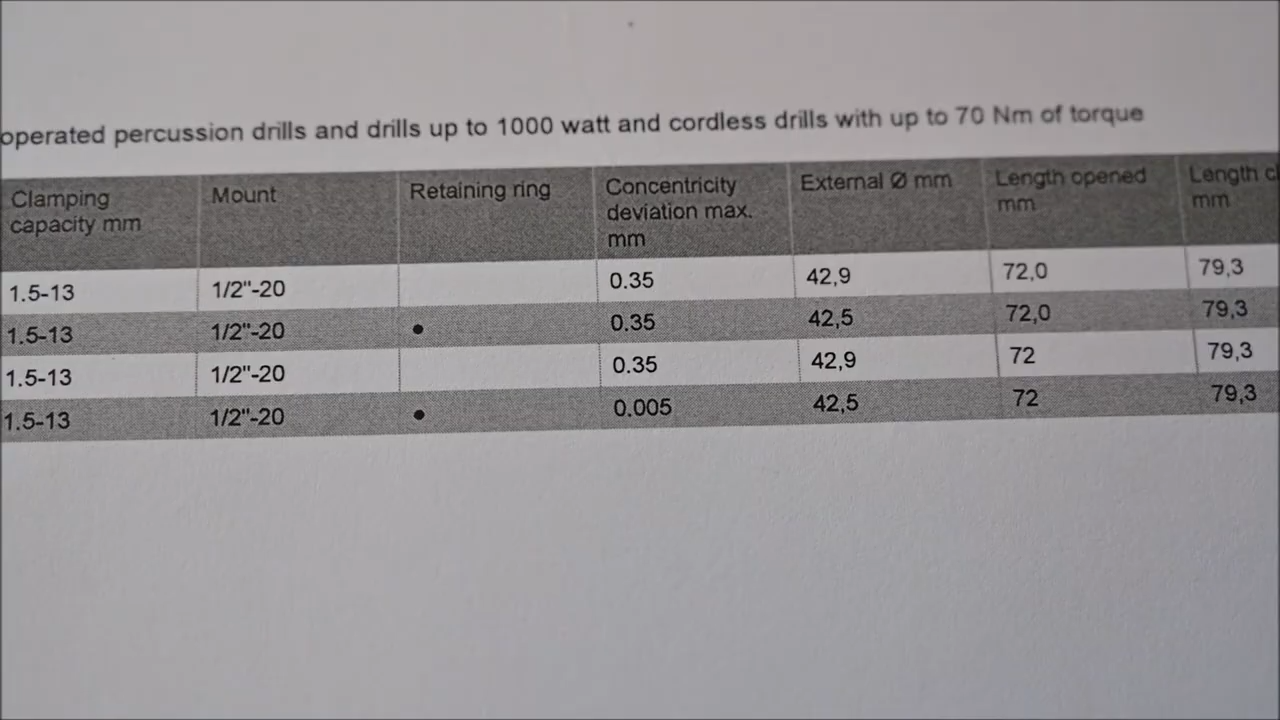 operated percussion drills and drills up to 1000 watt and cordless drills with up to 70 Nm of torque
Clamping capacity mm Mount Retaining ring Concentricity deviation max. mm External Ø mm Length opened mm Length mm
1.5-13 1/2"-20 0.35 42,9 72,0 79,3
1.5-13 1/2"-20 • 0.35 42,5 72,0 79,3
1.5-13 1/2"-20 0.35 42,9 72 79,3
1.5-13 1/2"-20 • 0.005 42,5 72 79,3